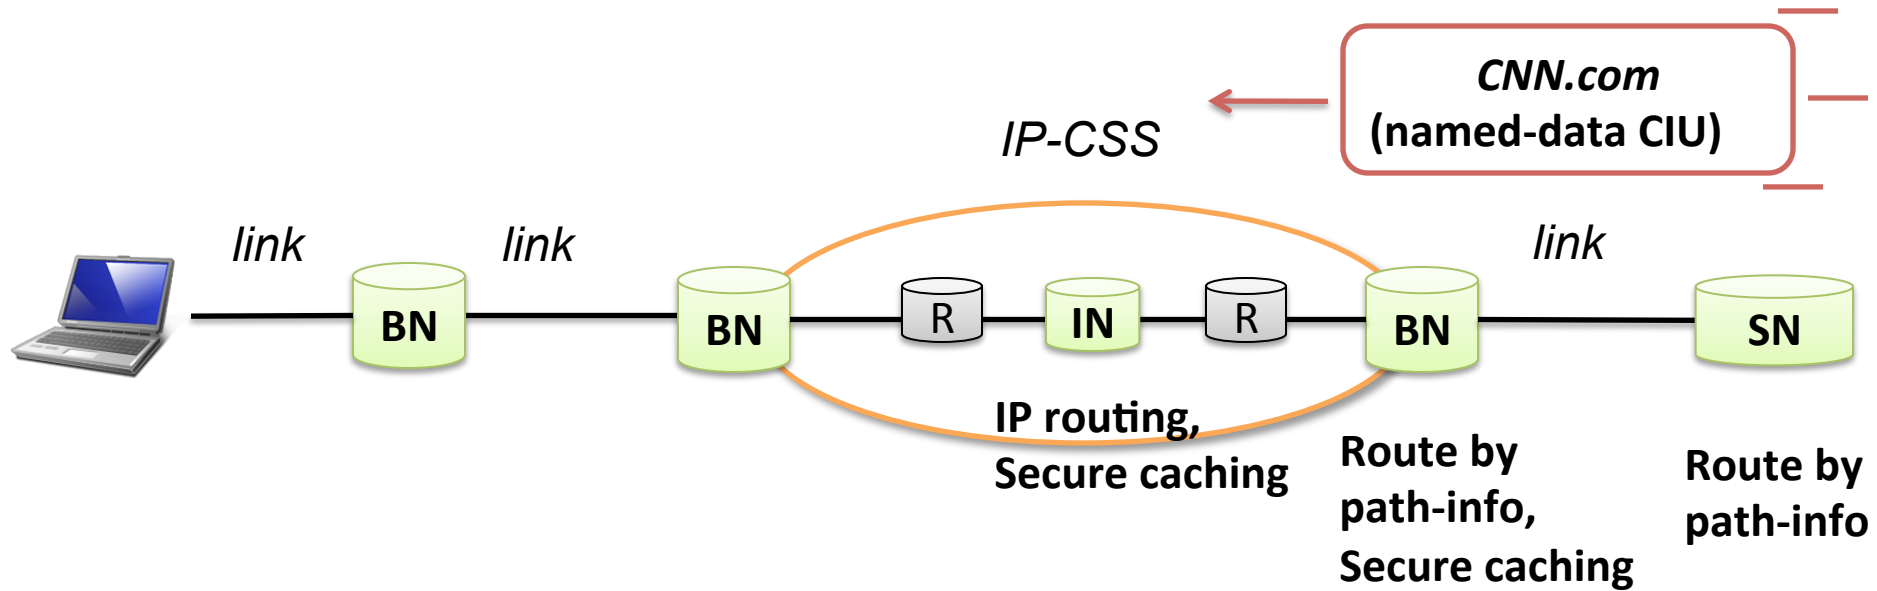 CNN.com
(named-data CIU)
IP-CSS
link
link
link
BN
BN
R
IN
R
BN
SN
IP routing,
Secure caching
Route by
path-info,
Secure caching
Route by
path-info